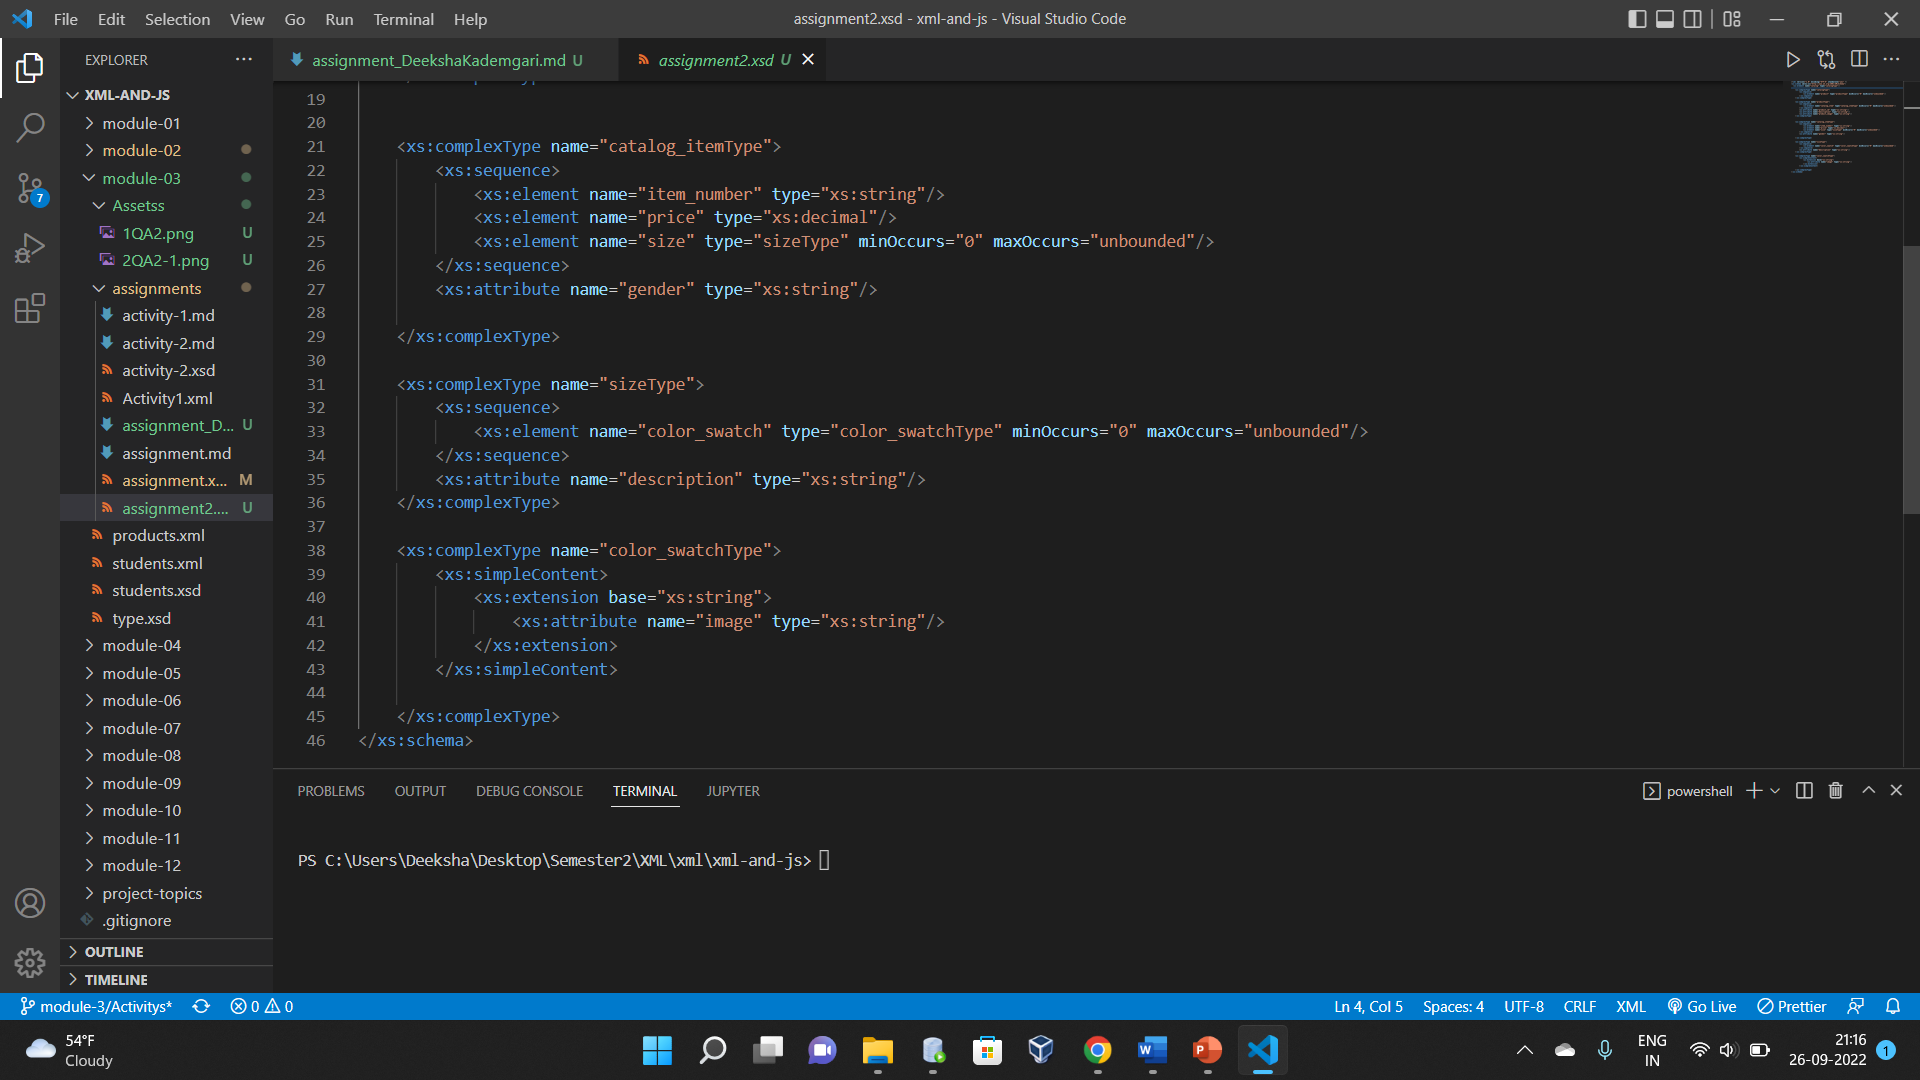 File Edit Selection View Go Run Terminal Help
assignment2.xsd - xml-and-js - Visual Studio Code
EXPLORER
assignment_DeekshaKademgari.md U
assignment2.xsd U
XML-AND-JS
module-01
module-02
module-03
Assetss
1QA2.png U
2QA2-1.png U
assignments
activity-1.md
activity-2.md
activity-2.xsd
Activity1.xml
assignment_D... U
assignment.md
assignment.x... M
assignment2.... U
products.xml
students.xml
students.xsd
type.xsd
module-04
module-05
module-06
module-07
module-08
module-09
module-10
module-11
module-12
project-topics
.gitignore
OUTLINE
TIMELINE
7
19
20
21 <xs:complexType name="catalog_itemType">
22 <xs:sequence>
23 <xs:element name="item_number" type="xs:string"/>
24 <xs:element name="price" type="xs:decimal"/>
25 <xs:element name="size" type="sizeType" minOccurs="0" maxOccurs="unbounded"/>
26 </xs:sequence>
27 <xs:attribute name="gender" type="xs:string"/>
28
29 </xs:complexType>
30
31 <xs:complexType name="sizeType">
32 <xs:sequence>
33 <xs:element name="color_swatch" type="color_swatchType" minOccurs="0" maxOccurs="unbounded"/>
34 </xs:sequence>
35 <xs:attribute name="description" type="xs:string"/>
36 </xs:complexType>
37
38 <xs:complexType name="color_swatchType">
39 <xs:simpleContent>
40 <xs:extension base="xs:string">
41 <xs:attribute name="image" type="xs:string"/>
42 </xs:extension>
43 </xs:simpleContent>
44
45 </xs:complexType>
46 </xs:schema>
PROBLEMS OUTPUT DEBUG CONSOLE TERMINAL JUPYTER
powershell
PS C:\Users\Deeksha\Desktop\Semester2\XML\xml\xml-and-js>
module-3/Activitys* 0 0
Ln 4, Col 5 Spaces: 4 UTF-8 CRLF XML Go Live Prettier
54°F
Cloudy
ENG
IN
21:16
26-09-2022
1